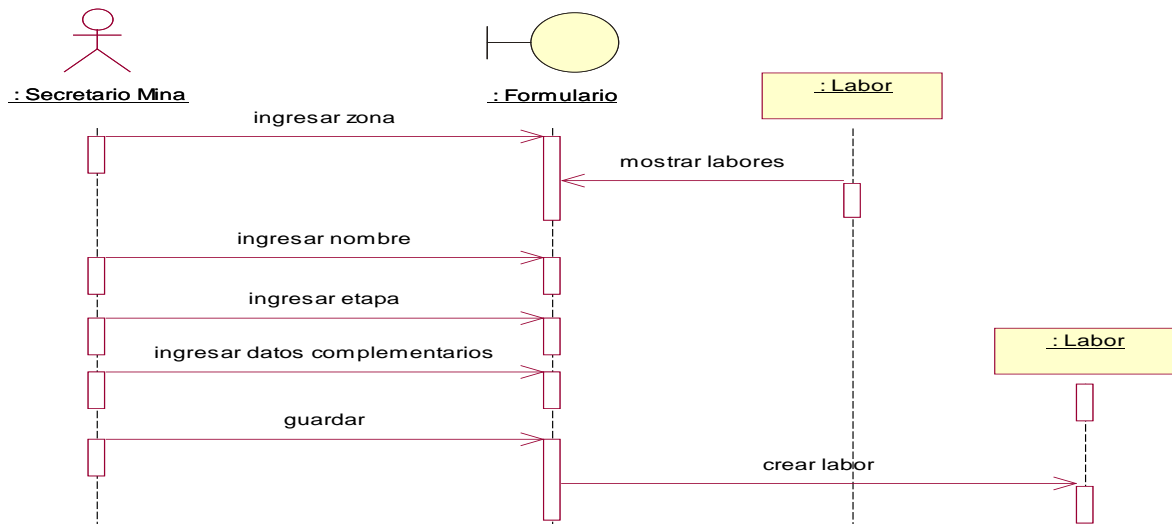 : Secretario Mina
: Formulario
: Labor
ingresar zona
mostrar labores
ingresar nombre
ingresar etapa
: Labor
ingresar datos complementarios
guardar
crear labor